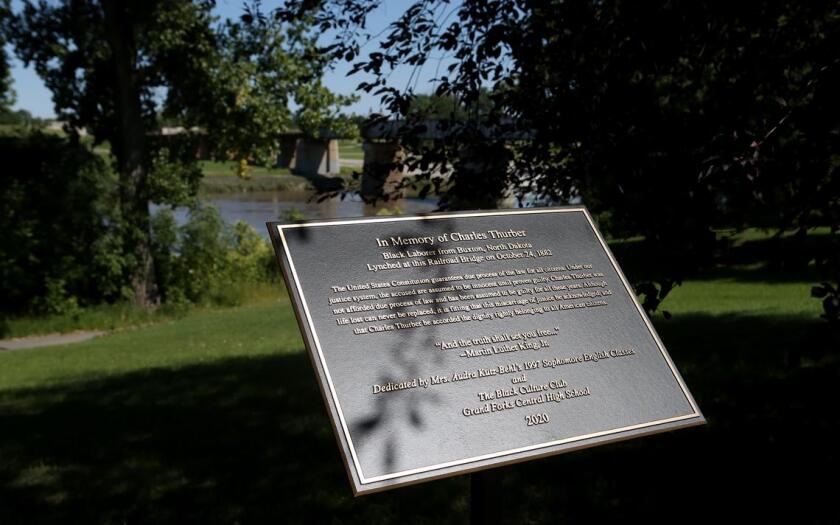 In Memory of Charles Thurber
Black Laborer from Buxton, North Dakota
Lynched at this Railroad Bridge on October 24, 1882
The United States Constitution guarantees due process of the law for all citizens. Under our
justice system, the accused are assumed to be innocent until proven guilty. Charles Thurber was
not afforded due process of law and has been assumed to be guilty all these years. Although
life lost can never be replaced, it is fitting that this miscarriage of justice be acknowledged and
that Charles Thurber be accorded the dignity rightly belonging to all American citizens.
"And the truth shall set you free..."
--Martin Luther King, Jr.
Dedicated by Mrs. Audra Kutz-Behl's 1997 Sophomore English Classes
and
The Black Culture Club
Grand Forks Central High School
2020